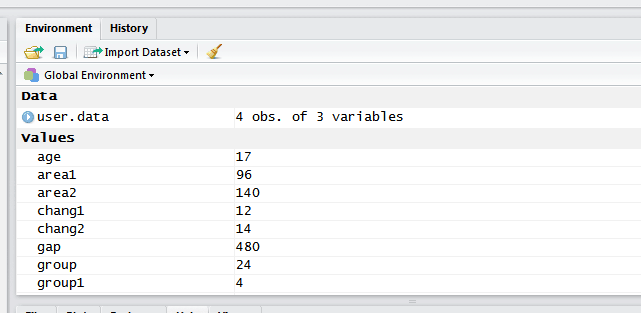 Environment History
Import Dataset
Global Environment
Data
user.data 4 obs. of 3 variables
Values
age 17
area1 96
area2 140
chang1 12
chang2 14
gap 480
group 24
group1 4